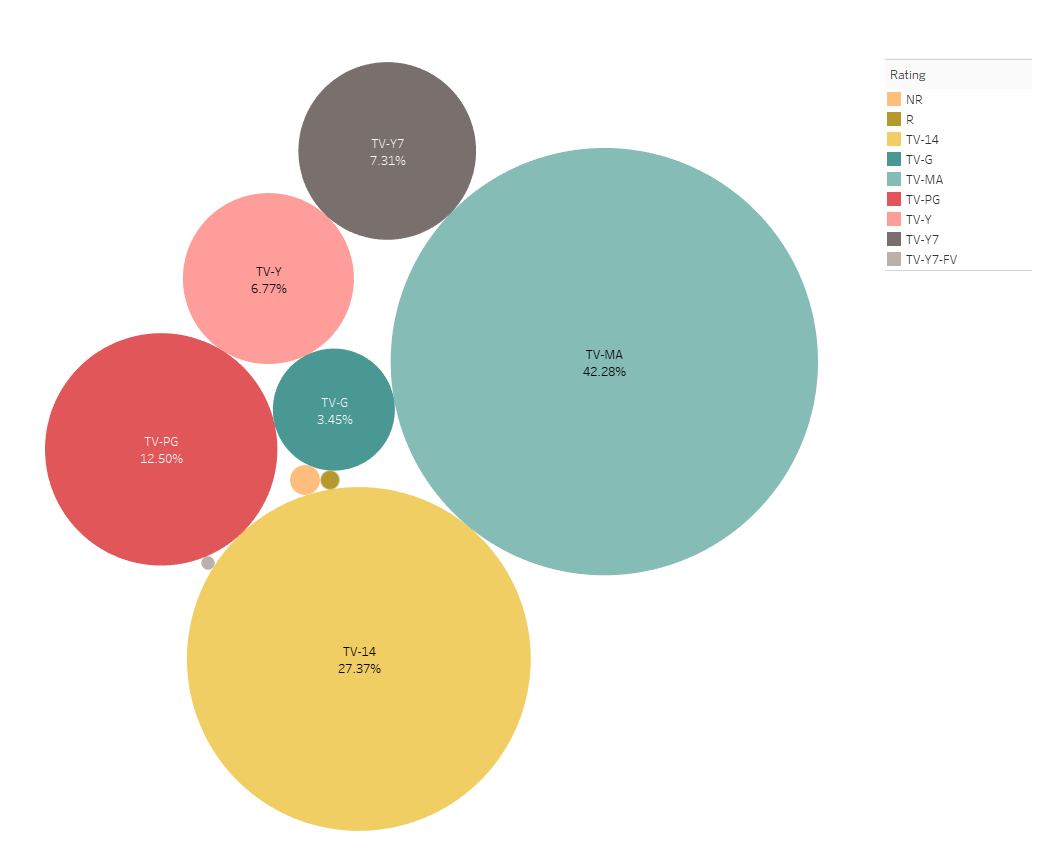 TV-Y7
7.31%
TV-Y
6.77%
TV-MA
42.28%
TV-G
3.45%
TV-PG
12.50%
TV-14
27.37%
Rating
NR
R
TV-14
TV-G
TV-MA
TV-PG
TV-Y
TV-Y7
TV-Y7-FV